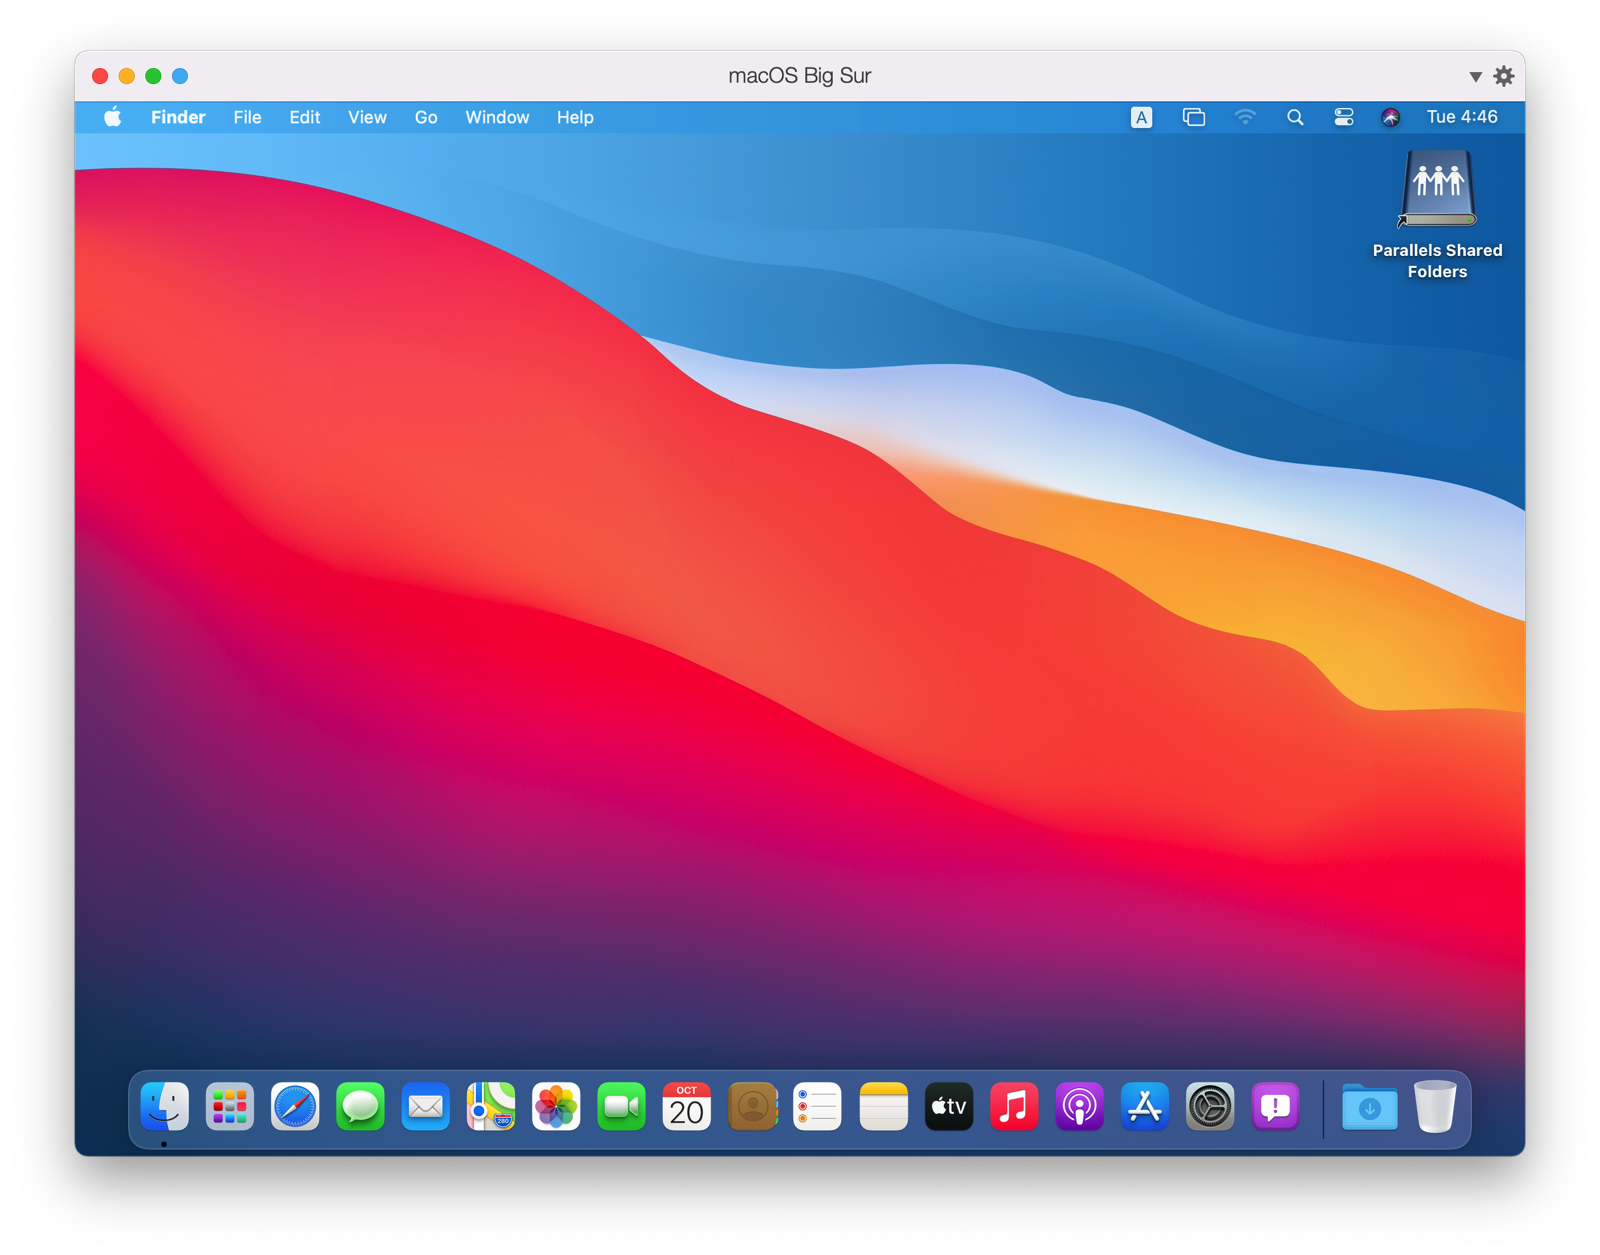 macOS Big Sur
Finder File Edit View Go Window Help A Tue 4:46
Parallels Shared
Folders
OCT
20
280
tv